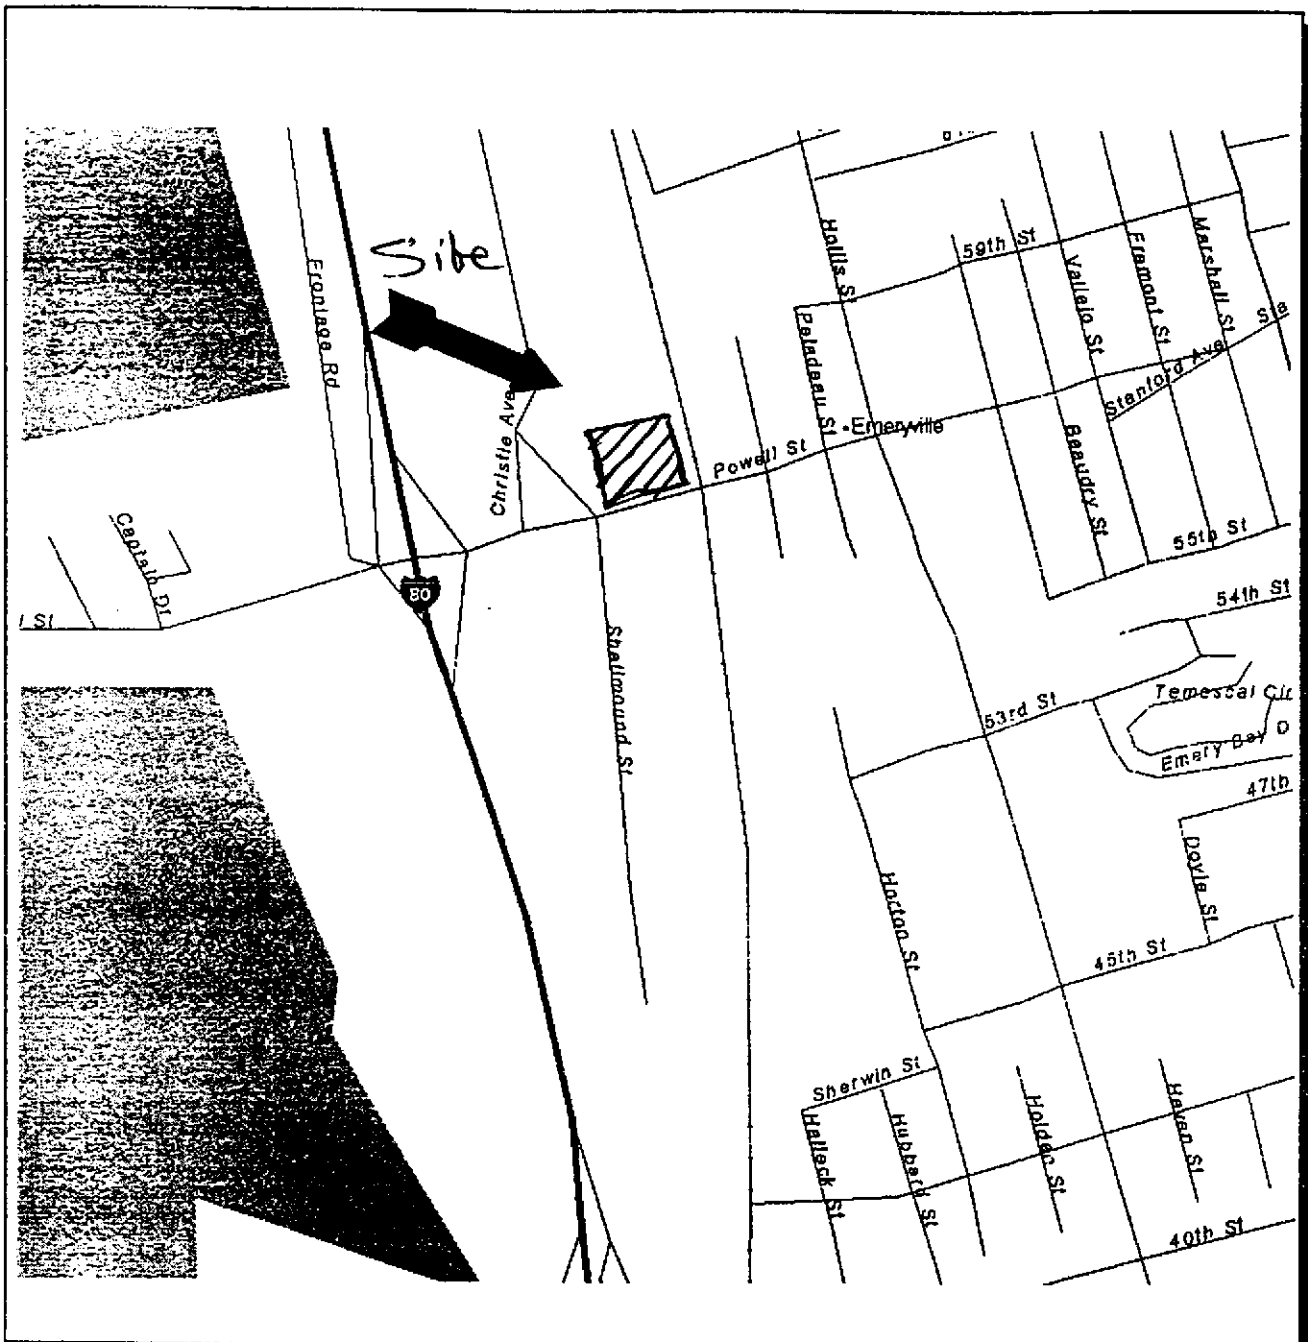 Site
Frontage Rd
Christie Ave
Hollis St
59th St
Vallejo St
Fremont St
Marshall St
Peladeau St
Emeryville
Powell St
Stanford Ave
Sta
Beaudry St
55th St
54th St
Captain Dr
l St
80
Shellmound St
53rd St
Temescal Cir
Emery Bay D
47th
Doyle St
Horton St
45th St
Sherwin St
Halleck St
Hubbard St
Holden St
Haven St
40th St